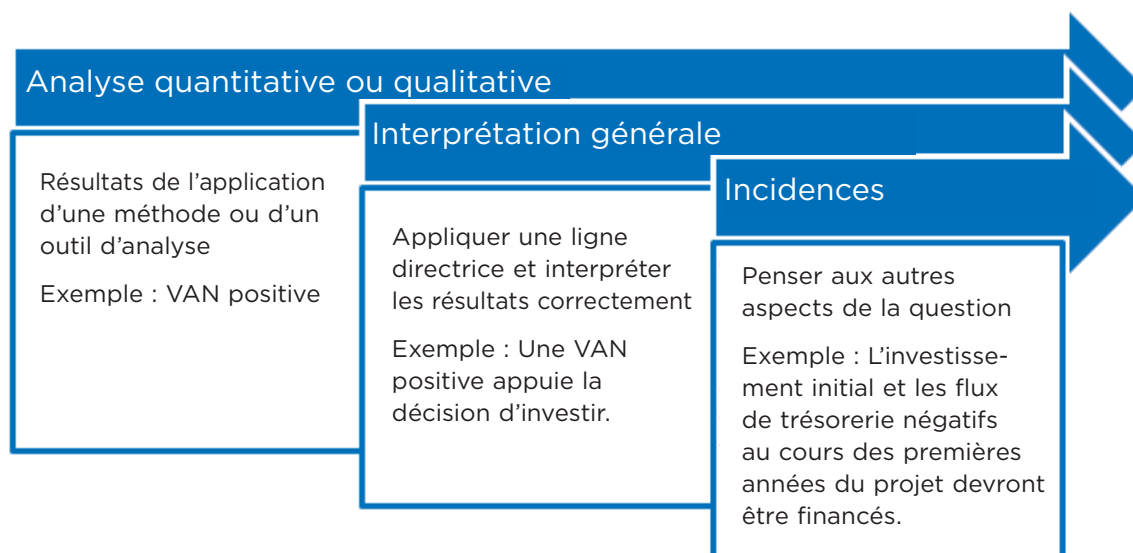 Analyse quantitative ou qualitative
Résultats de l’application
d’une méthode ou d’un
outil d’analyse
Exemple : VAN positive
Interprétation générale
Appliquer une ligne
directrice et interpréter
les résultats correctement
Exemple : Une VAN
positive appuie la
décision d’investir.
Incidences
Penser aux autres
aspects de la question
Exemple : L’investisse-
ment initial et les flux
de trésorerie négatifs
au cours des premières
années du projet devront
être financés.